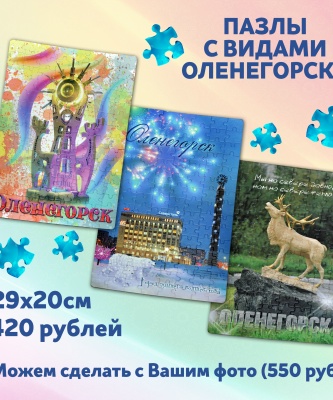 ПАЗЛЫ
С ВИДАМИ
ОЛЕНЕГОРСК
Оленегорск
Оленегорск
ОЛЕНЕГОРСК
29х20см
420 рублей
Можем сделать с Вашим фото (550 руб